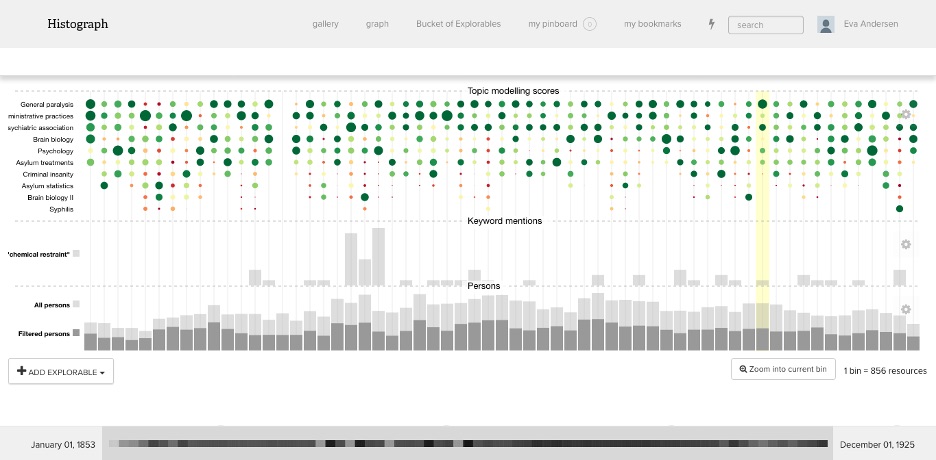 Histograph
gallery
graph
Bucket of Explorables
my pinboard 0
my bookmarks
search
Eva Andersen
Topic modelling scores
General paralysis
ministrative practices
sychiatric association
Brain biology
Psychology
Asylum treatments
Criminal insanity
Asylum statistics
Brain biology II
Syphilis
Keyword mentions
"chemical restraint"
Persons
All persons
Filtered persons
ADD EXPLORABLE
Zoom into current bin
1 bin = 856 resources
January 01, 1853
December 01, 1925